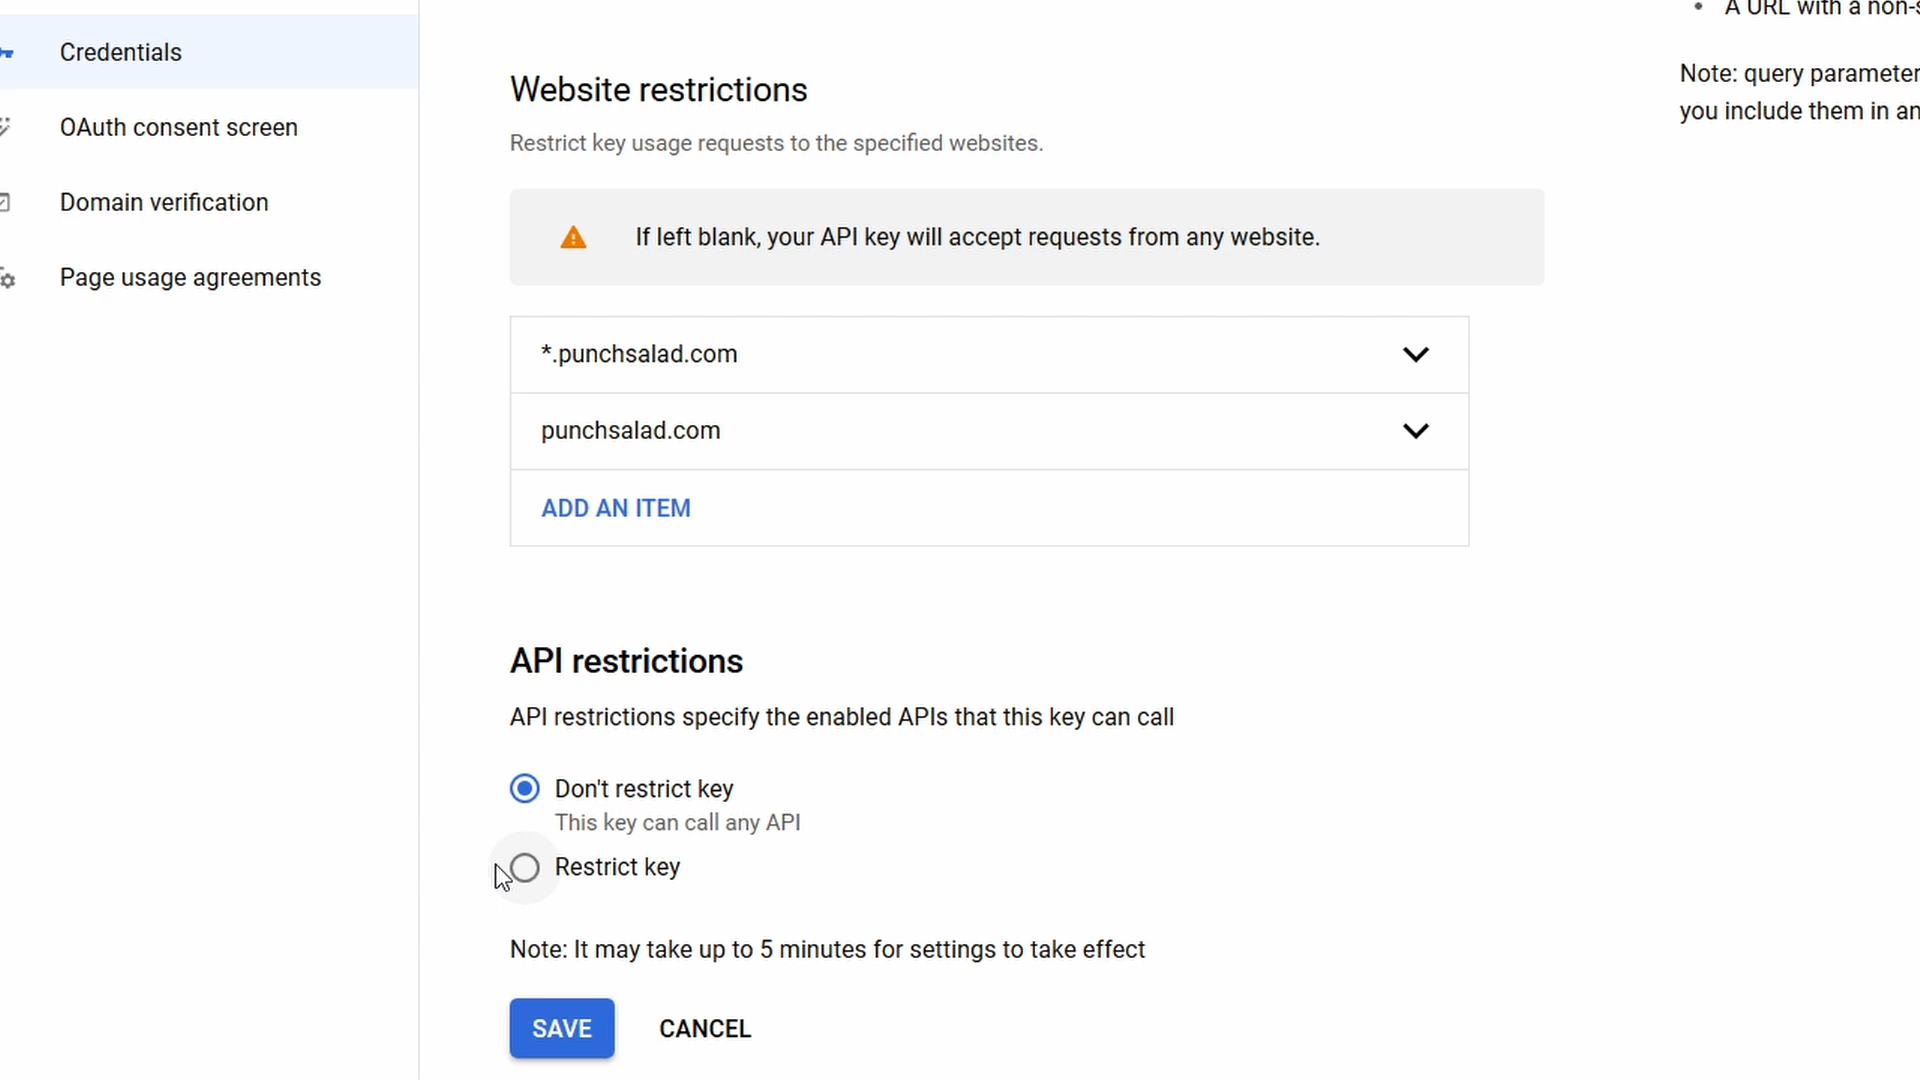 Credentials
OAuth consent screen
Domain verification
Page usage agreements
Website restrictions
Restrict key usage requests to the specified websites.
If left blank, your API key will accept requests from any website.
*.punchsalad.com
punchsalad.com
ADD AN ITEM
API restrictions
API restrictions specify the enabled APIs that this key can call
Don't restrict key
This key can call any API
Restrict key
Note: It may take up to 5 minutes for settings to take effect
SAVE CANCEL
• A URL with a non-
Note: query parameter
you include them in an